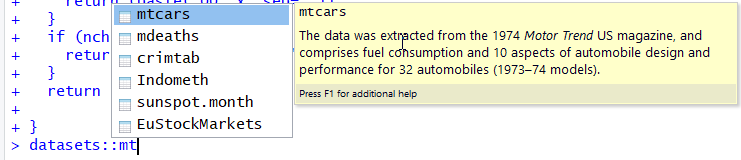 +     return
mtcars
mtcars
+   }
mdeaths
The data was extracted from the 1974 Motor Trend US magazine, and
+   if (nch
crimtab
comprises fuel consumption and 10 aspects of automobile design and
+     retur
Indometh
performance for 32 automobiles (1973–74 models).
+   }
sunspot.month
Press F1 for additional help
+   return
+
EuStockMarkets
+ }
> datasets::mt